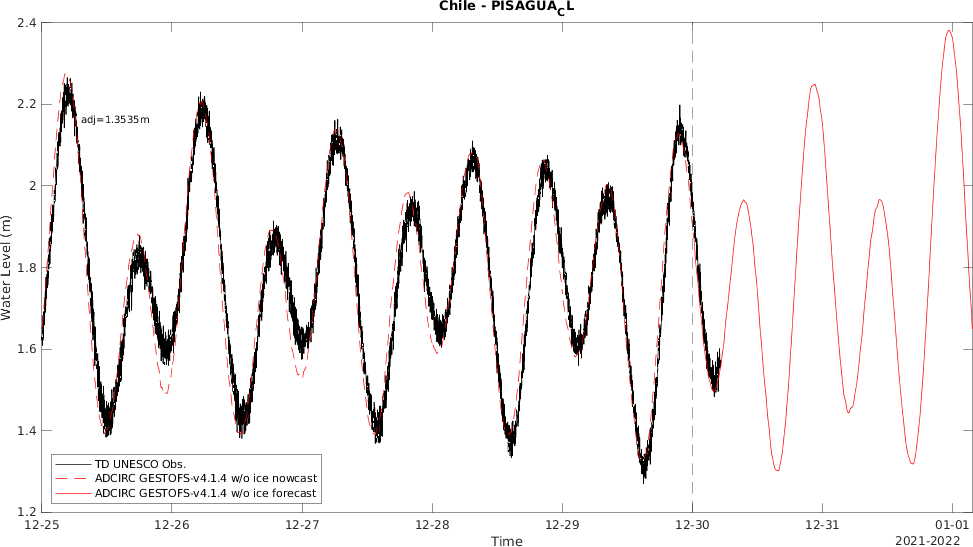 Chile - PISAGUA_CL
2.4
2.2
2
1.8
1.6
1.4
1.2
Water Level (m)
adj=1.3535m
TD UNESCO Obs.
ADCIRC GESTOFS-v4.1.4 w/o ice nowcast
ADCIRC GESTOFS-v4.1.4 w/o ice forecast
12-25 12-26 12-27 12-28 12-29 12-30 12-31 01-01
Time
2021-2022